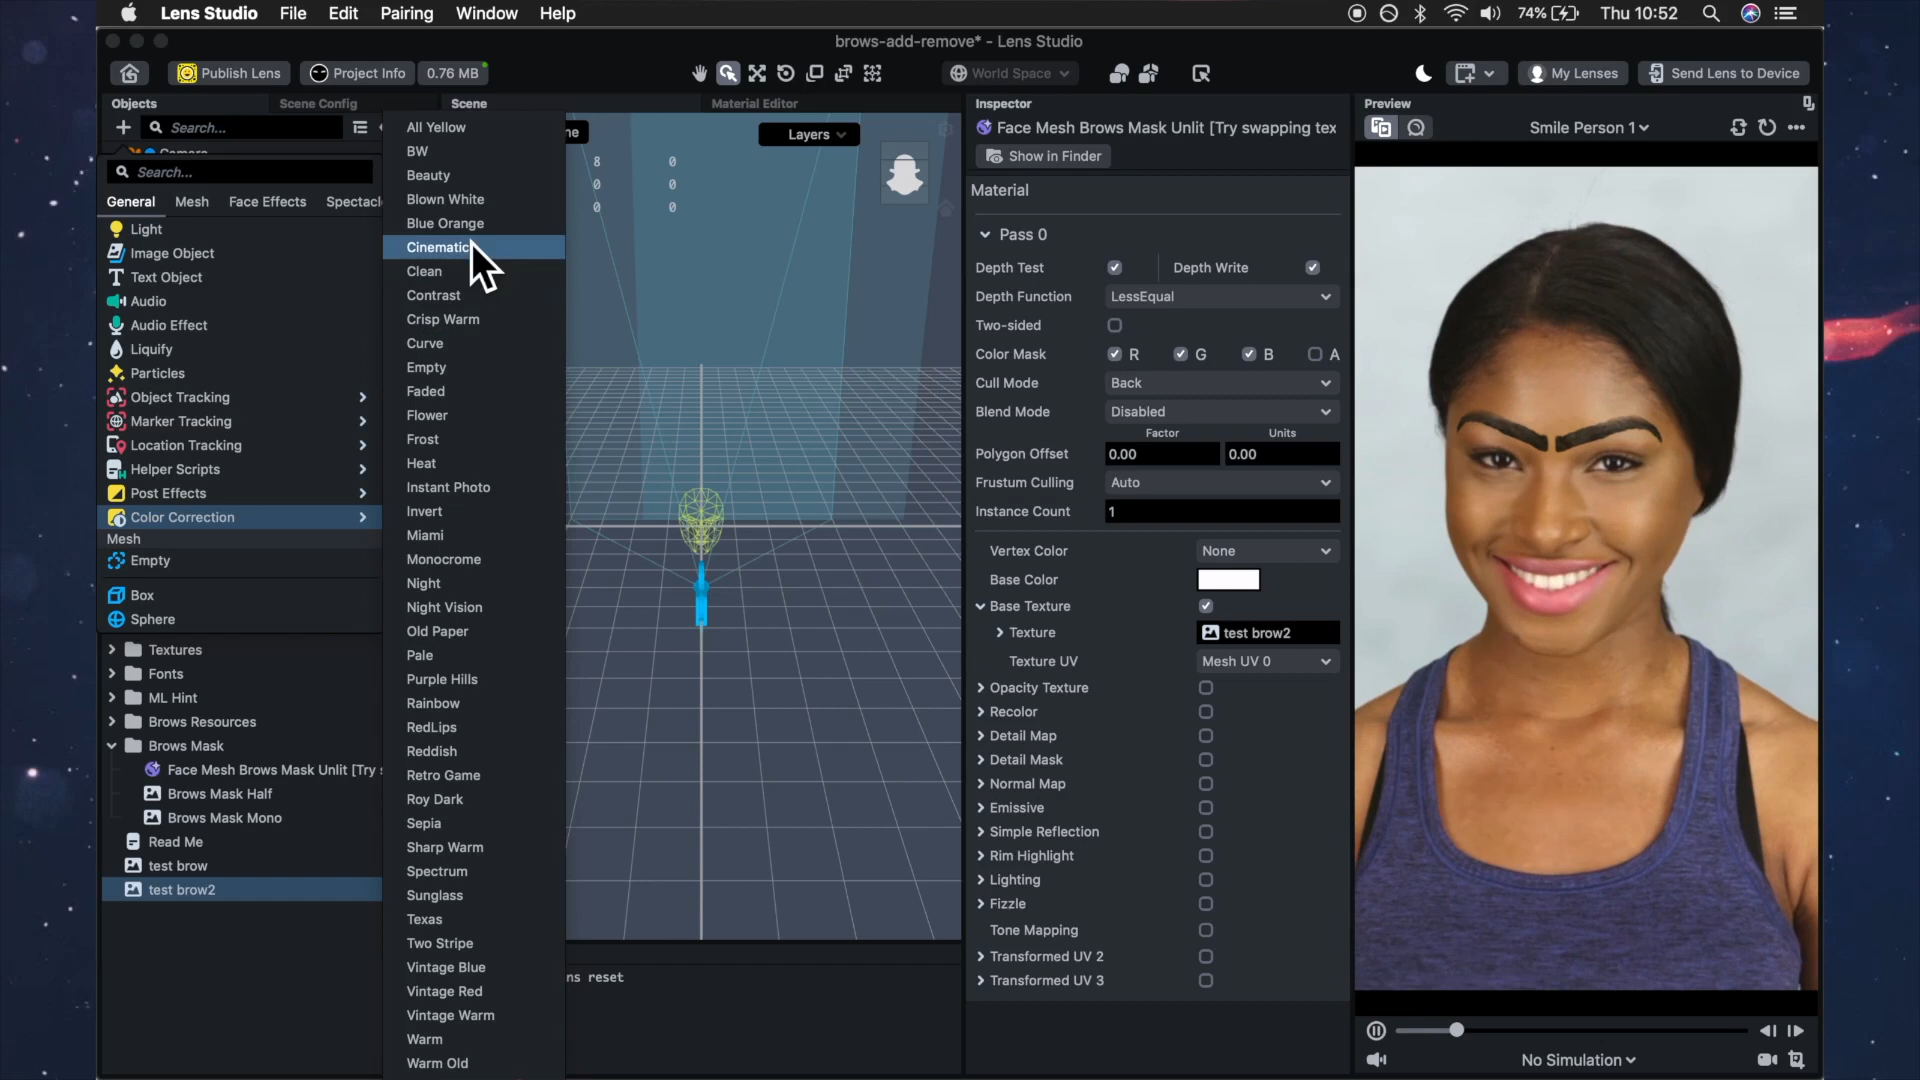 Lens Studio File Edit Pairing Window Help 74% Thu 10:52
brows-add-remove* - Lens Studio
Publish Lens Project Info 0.76 MB World Space My Lenses Send Lens to Device
Objects Scene Config Scene Material Editor Inspector Preview
Search...
Layers
Face Mesh Brows Mask Unlit [Try swapping tex
Smile Person 1
Show in Finder
Search...
General Mesh Face Effects Spectacl
Light
Image Object
Text Object
Audio
Audio Effect
Liquify
Particles
Object Tracking
Marker Tracking
Location Tracking
Helper Scripts
Post Effects
Color Correction
Mesh
Empty
Box
Sphere
Textures
Fonts
ML Hint
Brows Resources
Brows Mask
Face Mesh Brows Mask Unlit [Try s
Brows Mask Half
Brows Mask Mono
Read Me
test brow
test brow2
All Yellow
BW
Beauty
Blown White
Blue Orange
Cinematic
Clean
Contrast
Crisp Warm
Curve
Empty
Faded
Flower
Frost
Heat
Instant Photo
Invert
Miami
Monocrome
Night
Night Vision
Old Paper
Pale
Purple Hills
Rainbow
RedLips
Reddish
Retro Game
Roy Dark
Sepia
Sharp Warm
Spectrum
Sunglass
Texas
Two Stripe
Vintage Blue
Vintage Red
Vintage Warm
Warm
Warm Old
ne
8 0
0 0
0 0
ns reset
Material
Pass 0
Depth Test Depth Write
Depth Function LessEqual
Two-sided
Color Mask R G B A
Cull Mode Back
Blend Mode Disabled
Factor Units
Polygon Offset 0.00 0.00
Frustum Culling Auto
Instance Count 1
Vertex Color None
Base Color
Base Texture
Texture test brow2
Texture UV Mesh UV 0
Opacity Texture
Recolor
Detail Map
Detail Mask
Normal Map
Emissive
Simple Reflection
Rim Highlight
Lighting
Fizzle
Tone Mapping
Transformed UV 2
Transformed UV 3
No Simulation